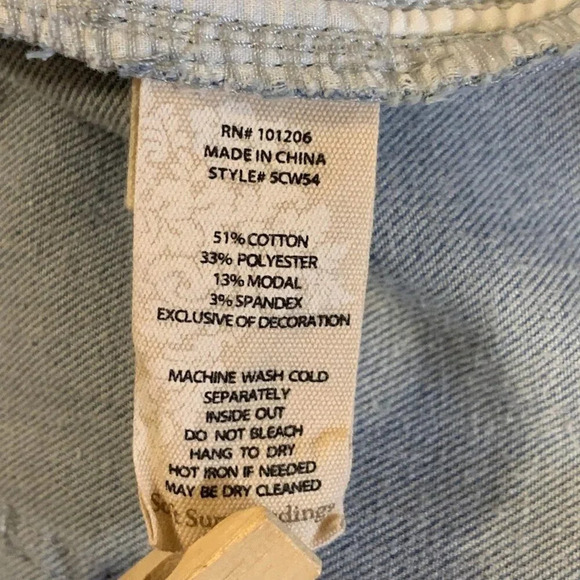 RN# 101206
MADE IN CHINA
STYLE# 5CW54
51% COTTON
33% POLYESTER
13% MODAL
3% SPANDEX
EXCLUSIVE OF DECORATION
MACHINE WASH COLD
SEPARATELY
INSIDE OUT
DO NOT BLEACH
HANG TO DRY
HOT IRON IF NEEDED
MAY BE DRY CLEANED